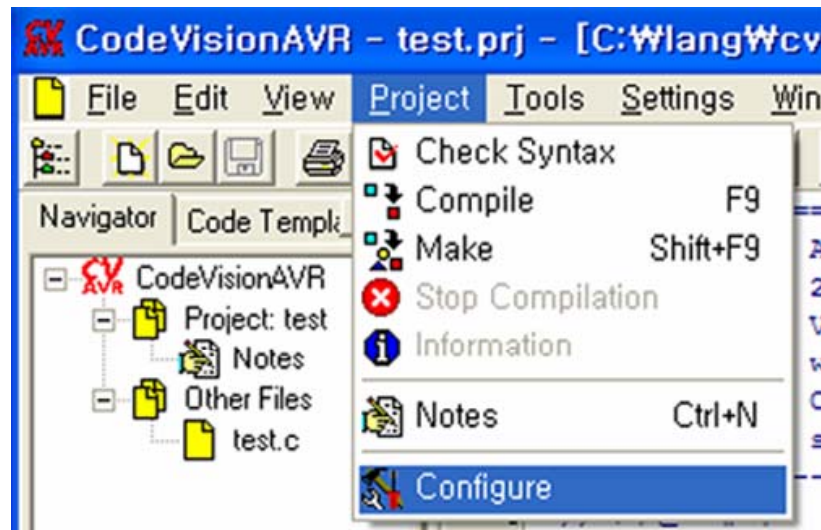 CodeVisionAVR - test.prj - [C:₩lang₩cv
File Edit View Project Tools Settings Win
Navigator Code Templa
CodeVisionAVR
Project: test
Notes
Other Files
test.c
Check Syntax
Compile F9
Make Shift+F9
Stop Compilation
Information
Notes Ctrl+N
Configure